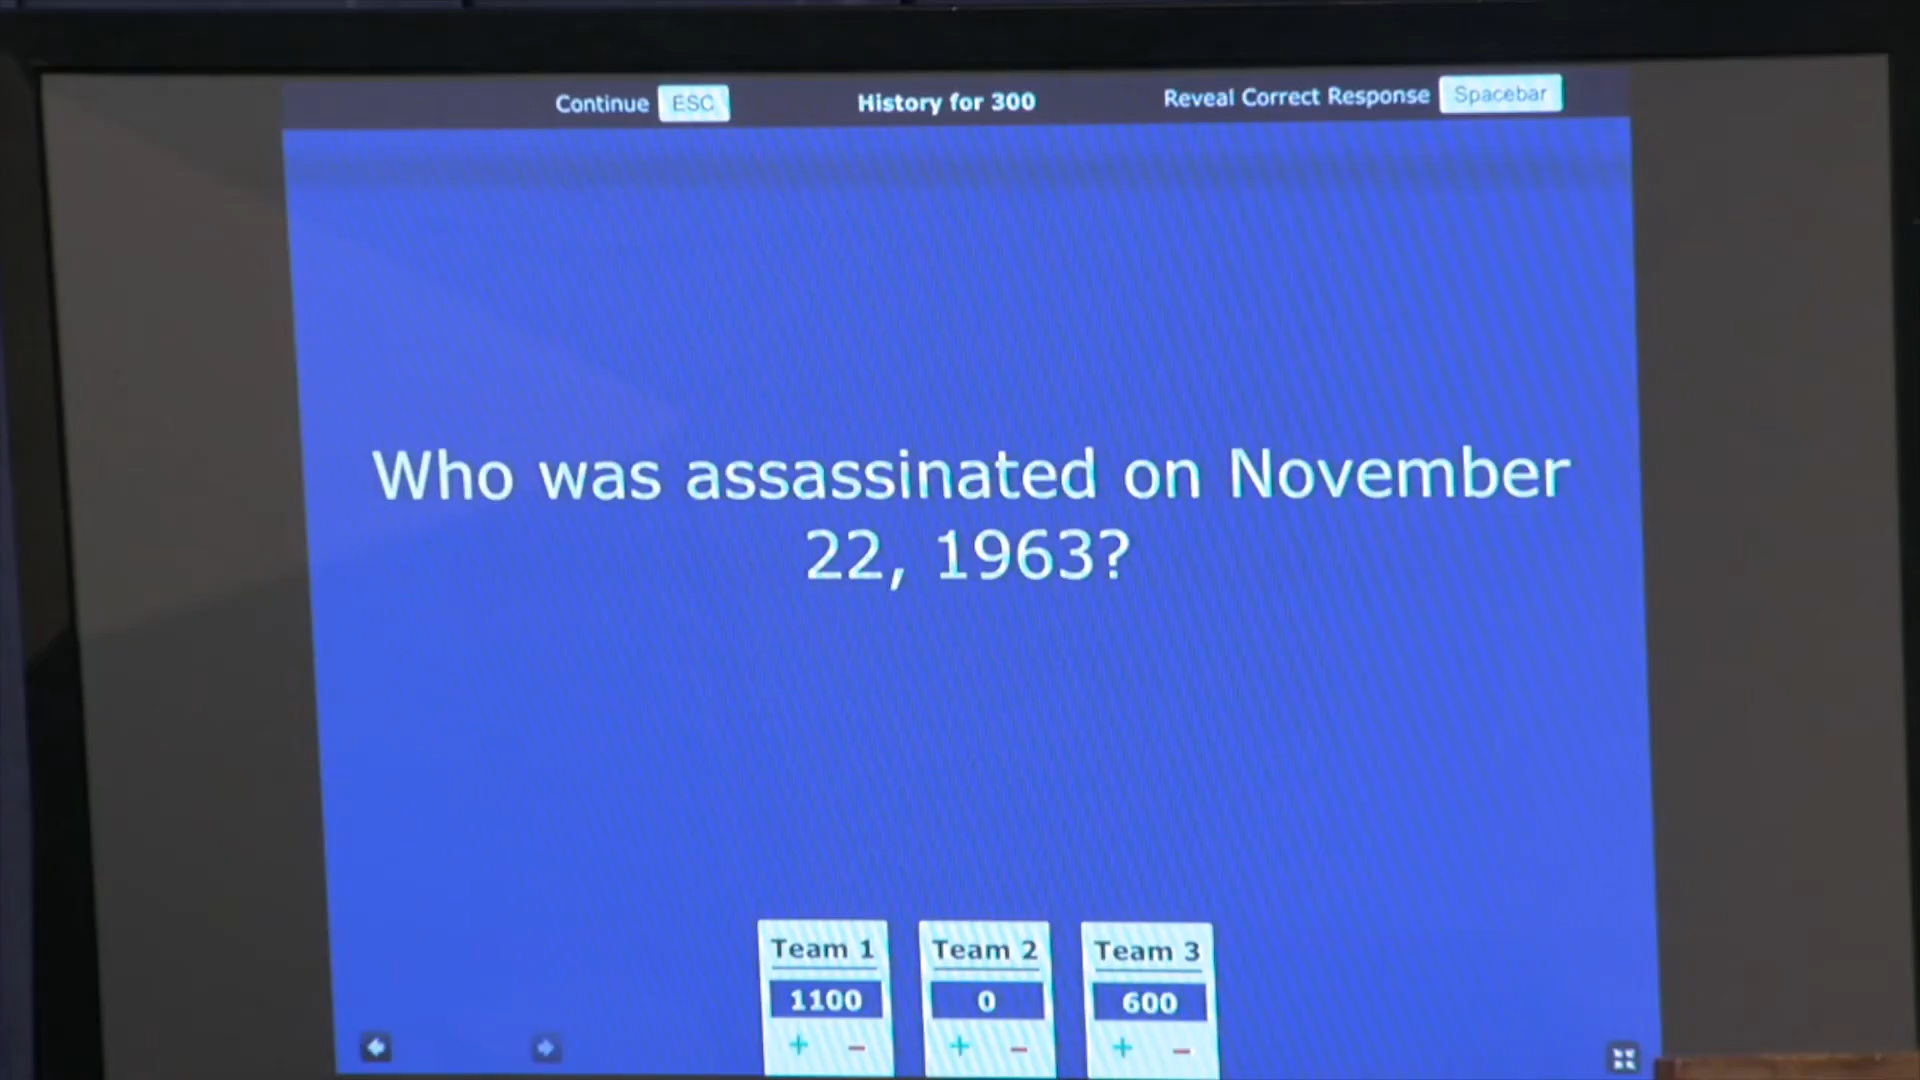 Continue ESC History for 300 Reveal Correct Response Spacebar
Who was assassinated on November
22, 1963?
Team 1 Team 2 Team 3
1100 0 600
+ − + − + −